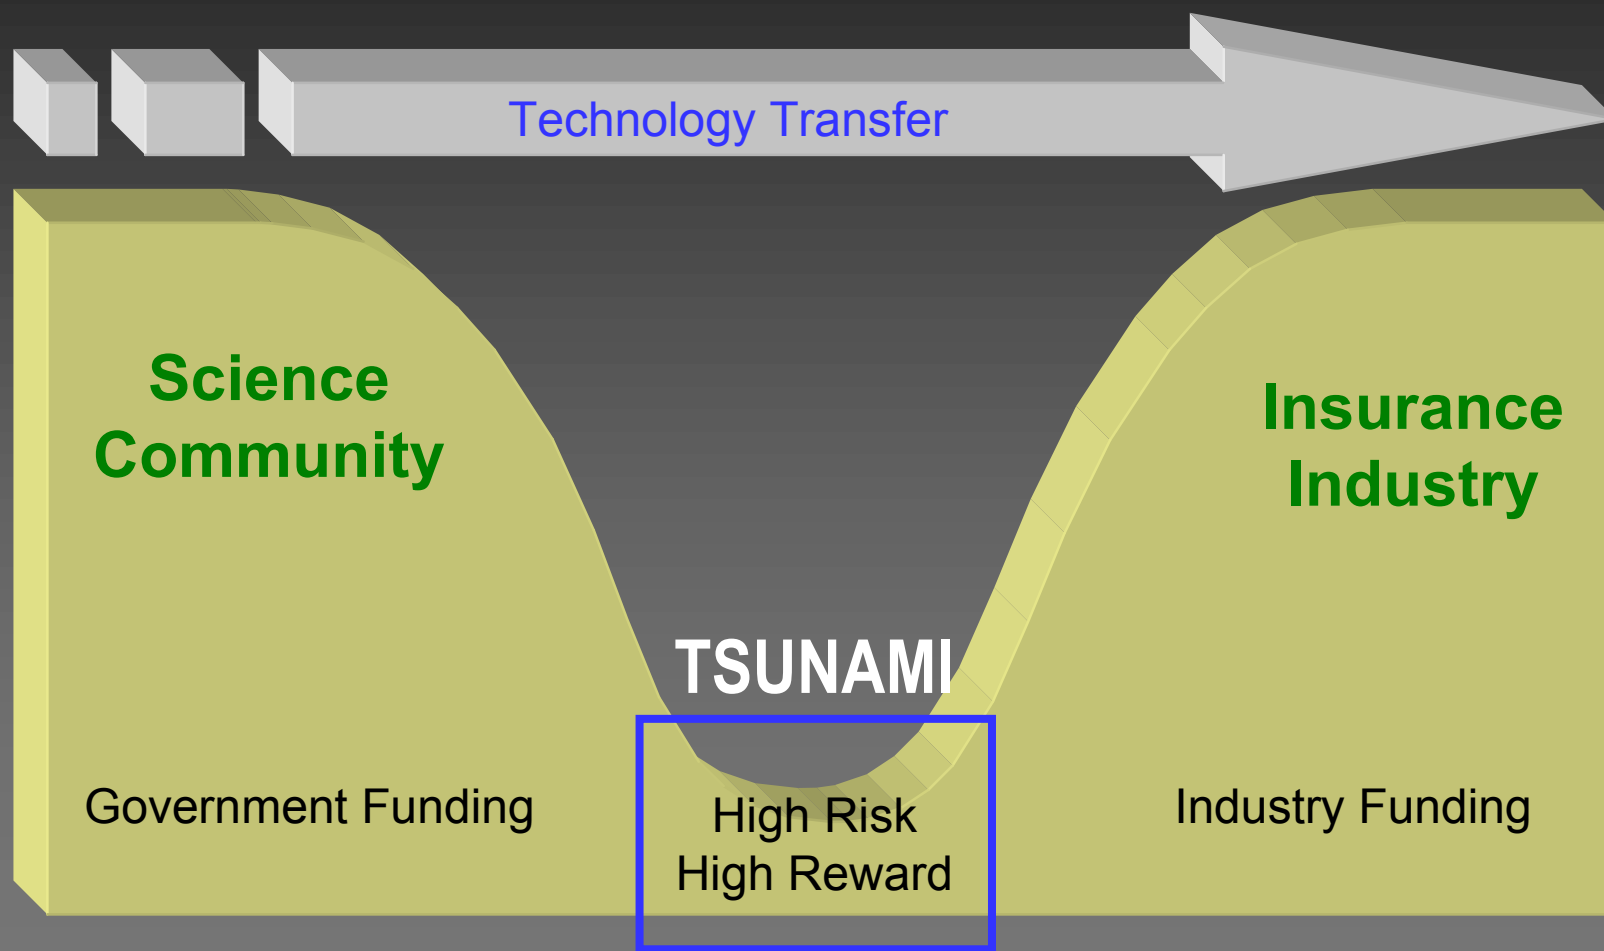 Technology Transfer
Science
Community
Insurance
Industry
TSUNAMI
Government Funding
High Risk
High Reward
Industry Funding